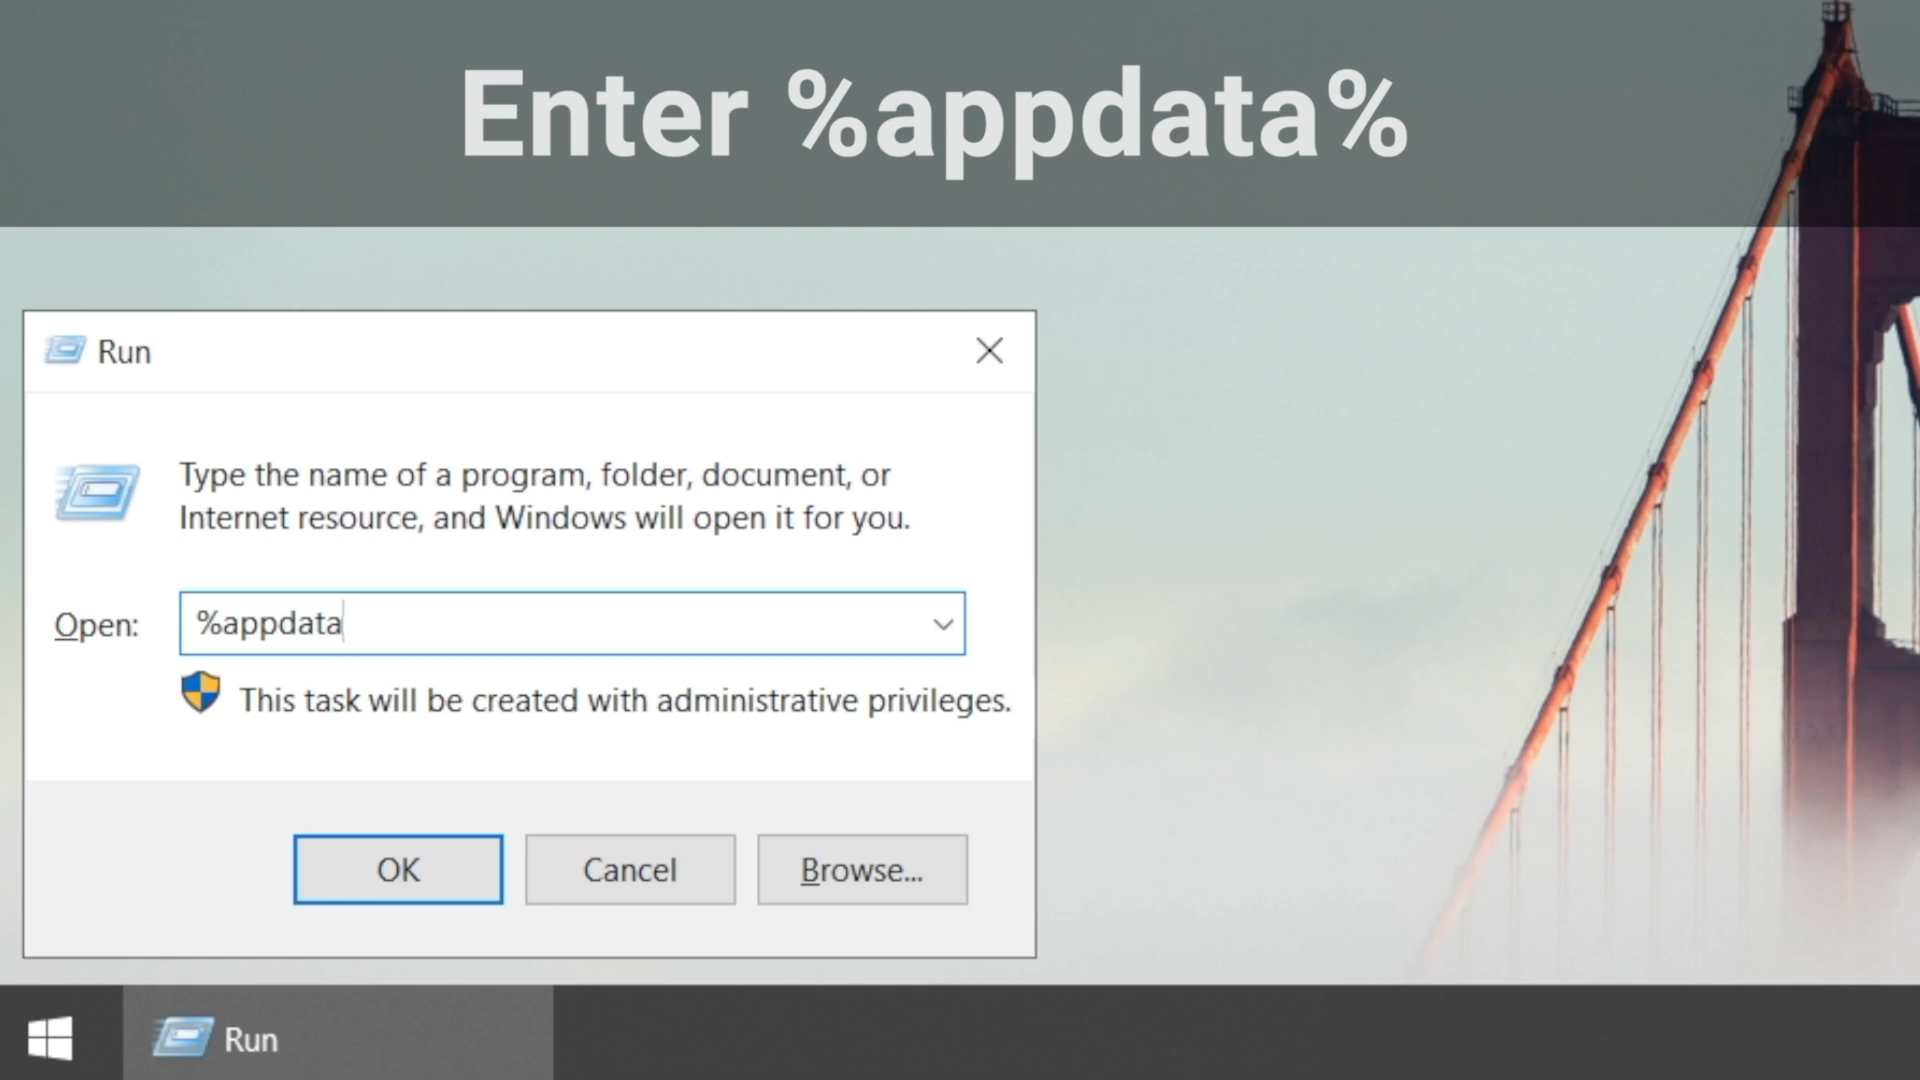 Enter %appdata%
Run
Type the name of a program, folder, document, or
Internet resource, and Windows will open it for you.
Open: %appdata
This task will be created with administrative privileges.
OK Cancel Browse...
Run